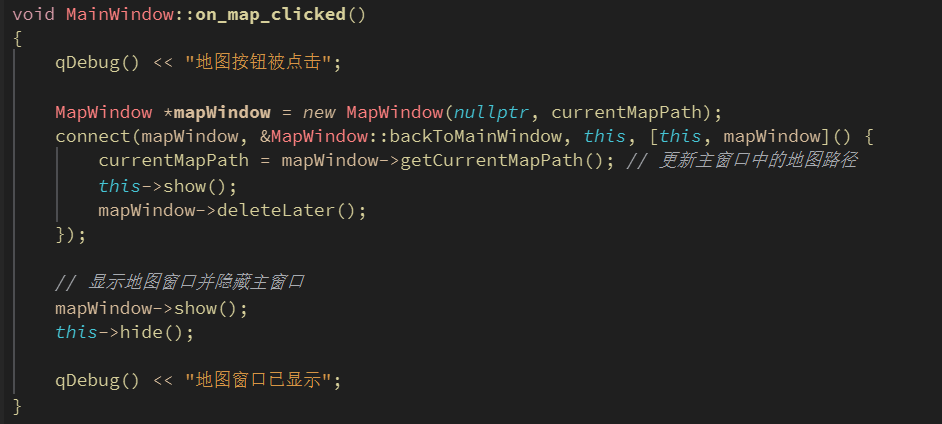 void MainWindow::on_map_clicked()
{
    qDebug() << "地图按钮被点击";
    MapWindow *mapWindow = new MapWindow(nullptr, currentMapPath);
    connect(mapWindow, &MapWindow::backToMainWindow, this, [this, mapWindow]() {
        currentMapPath = mapWindow->getCurrentMapPath(); // 更新主窗口中的地图路径
        this->show();
        mapWindow->deleteLater();
    });
    // 显示地图窗口并隐藏主窗口
    mapWindow->show();
    this->hide();
    qDebug() << "地图窗口已显示";
}